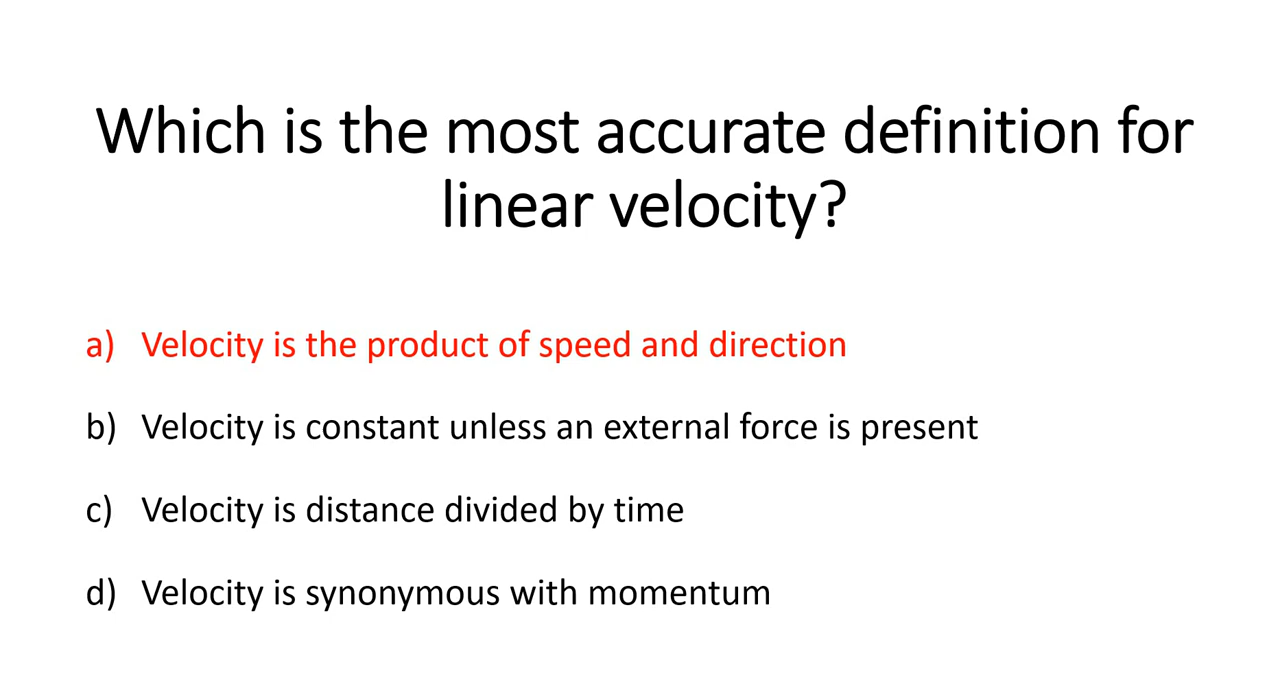 Which is the most accurate definition for
linear velocity?
a) Velocity is the product of speed and direction
b) Velocity is constant unless an external force is present
c) Velocity is distance divided by time
d) Velocity is synonymous with momentum